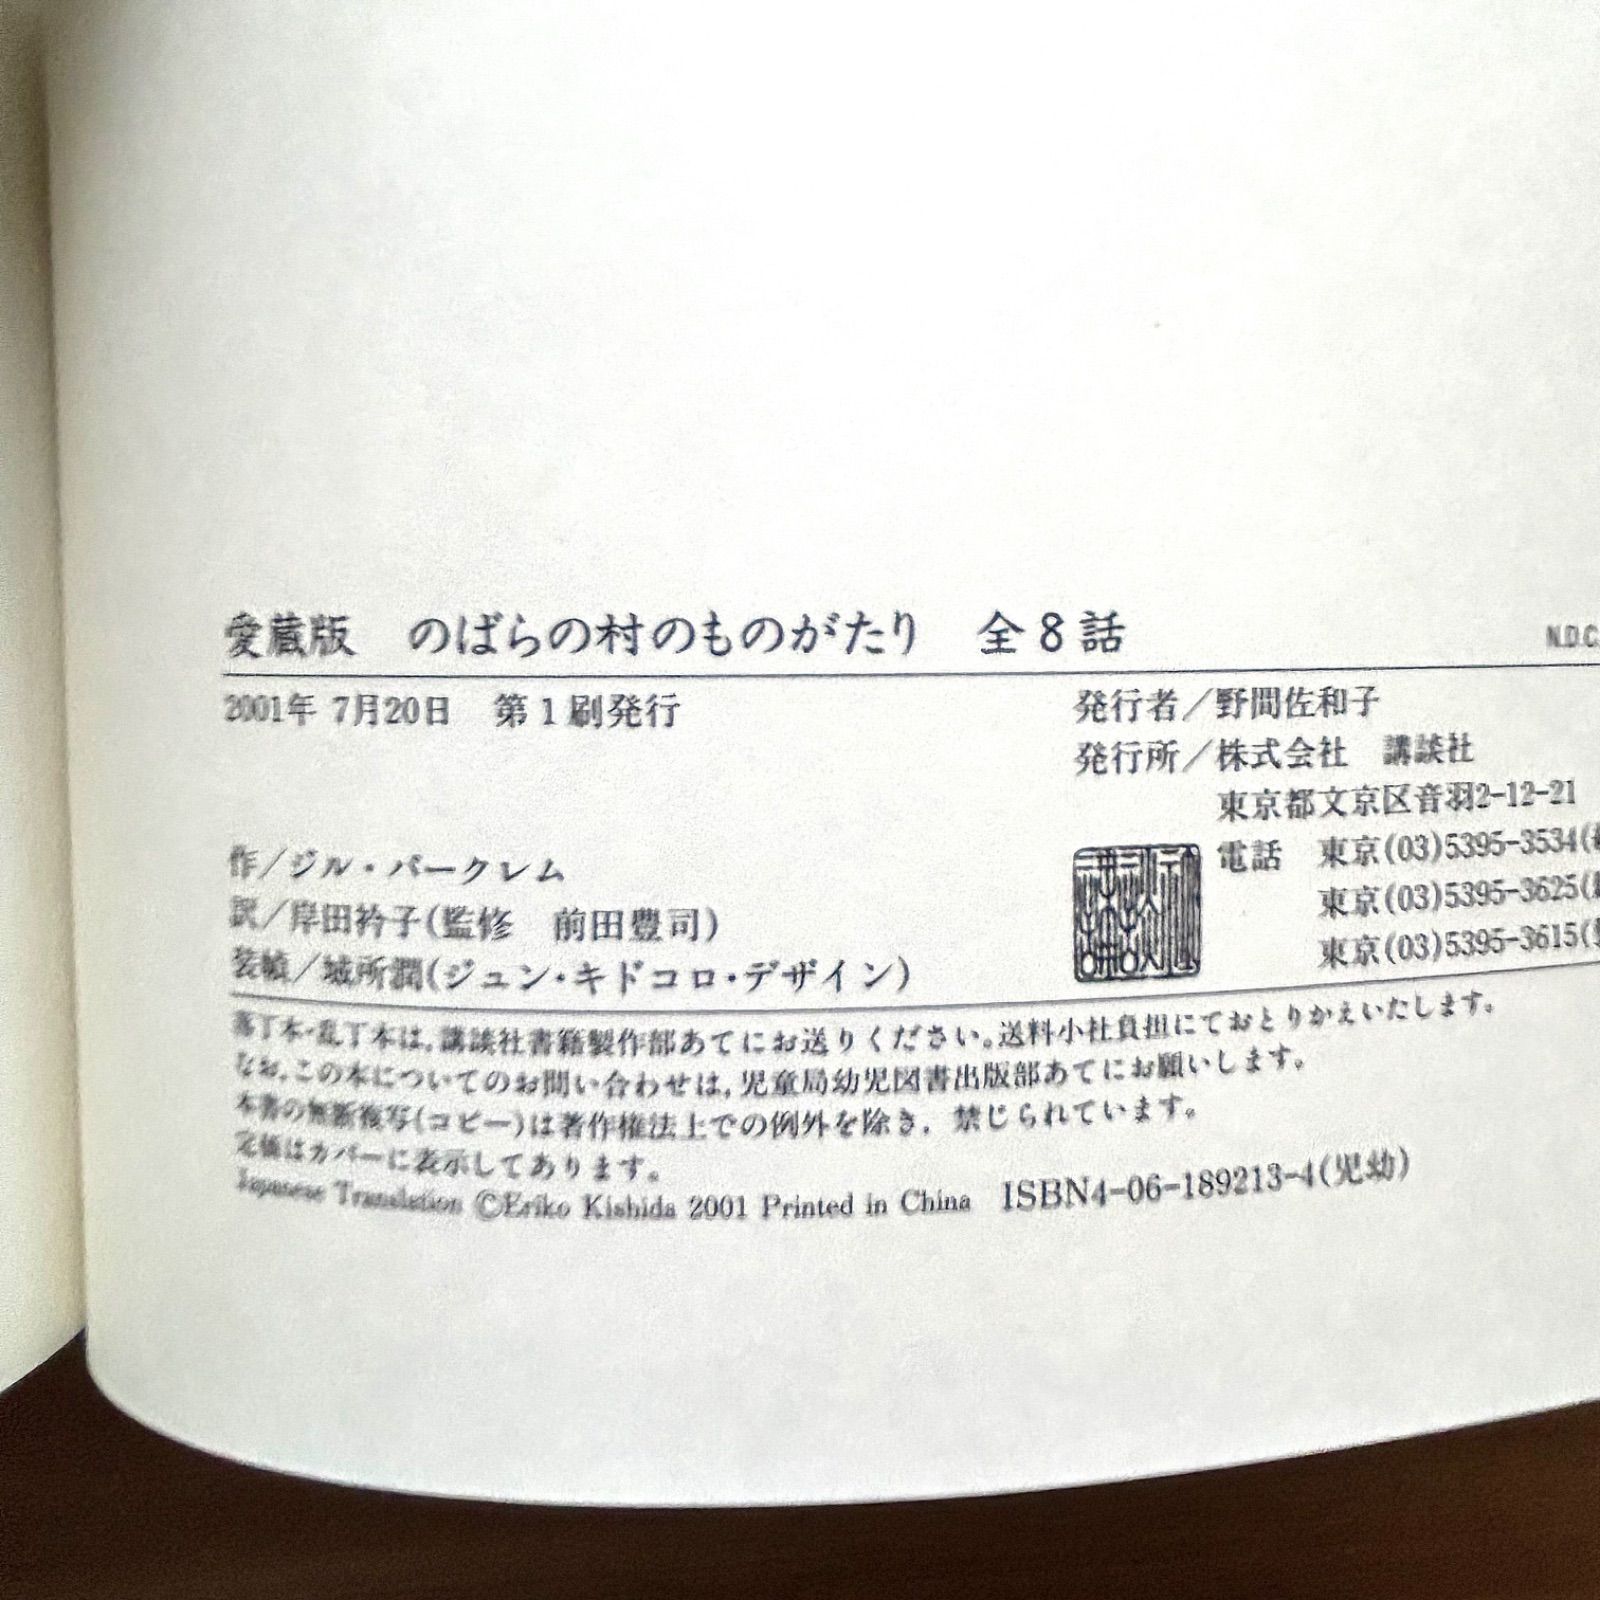 愛蔵版 のばらの村のものがたり 全8話
N.D.C.
2001年 7月20日 第1刷発行
発行者/野間佐和子
発行所/株式会社 講談社
東京都文京区音羽2-12-21
電話 東京(03)5395-3534(
東京(03)5395-3625(
東京(03)5395-3615(
作/ジル・バークレム
訳/岸田衿子(監修 前田豊司)
装幀/城所潤(ジュン・キドコロ・デザイン)
落丁本・乱丁本は,講談社書籍製作部あてにお送りください。送料小社負担にておとりかえいたします。
なお,この本についてのお問い合わせは,児童局幼児図書出版部あてにお願いします。
本書の無断複写(コピー)は著作権法上での例外を除き,禁じられています。
定価はカバーに表示してあります。
Japanese Translation ©Eriko Kishida 2001 Printed in China ISBN4-06-189213-4(児幼)